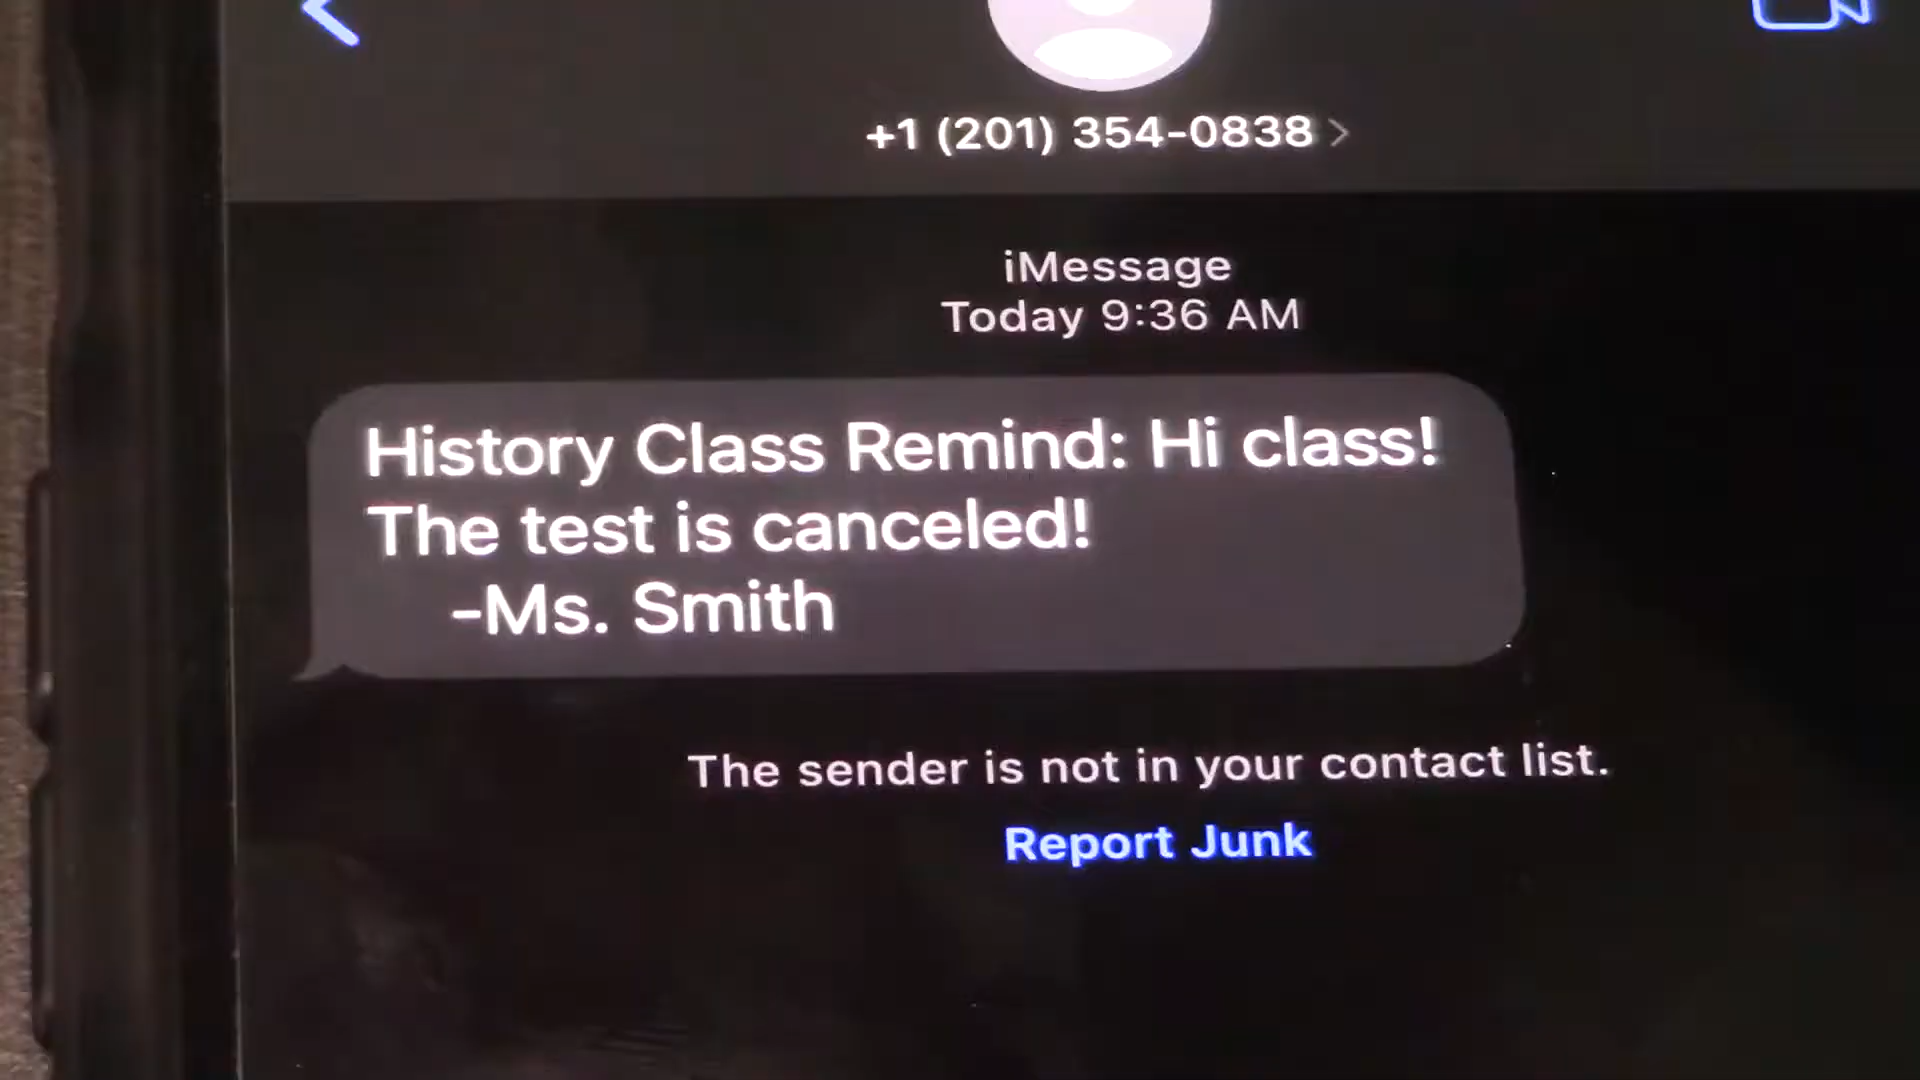 +1 (201) 354-0838 >
iMessage
Today 9:36 AM
History Class Remind: Hi class!
The test is canceled!
-Ms. Smith
The sender is not in your contact list.
Report Junk